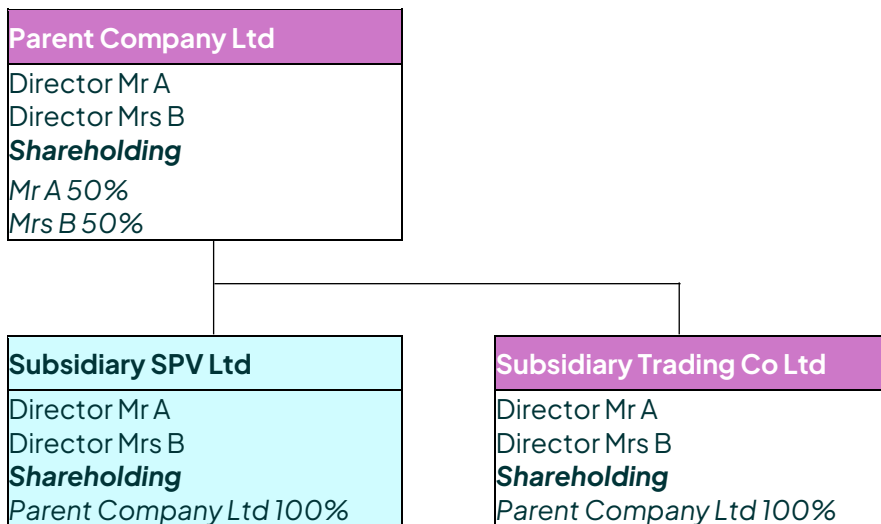 Parent Company Ltd
Director Mr A
Director Mrs B
Shareholding
Mr A 50%
Mrs B 50%
Subsidiary SPV Ltd
Director Mr A
Director Mrs B
Shareholding
Parent Company Ltd 100%
Subsidiary Trading Co Ltd
Director Mr A
Director Mrs B
Shareholding
Parent Company Ltd 100%